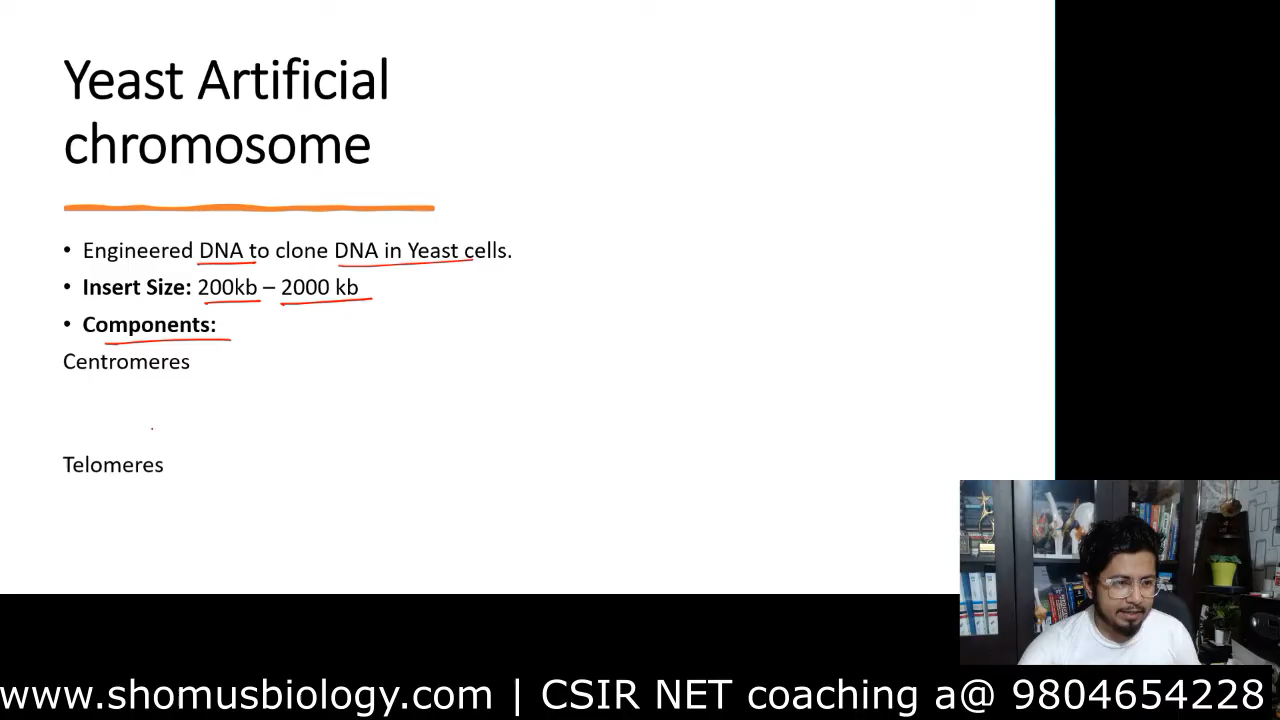 Yeast Artificial
chromosome
• Engineered DNA to clone DNA in Yeast cells.
• Insert Size: 200kb – 2000 kb
• Components:
Centromeres
Telomeres
www.shomusbiology.com | CSIR NET coaching a@ 9804654228